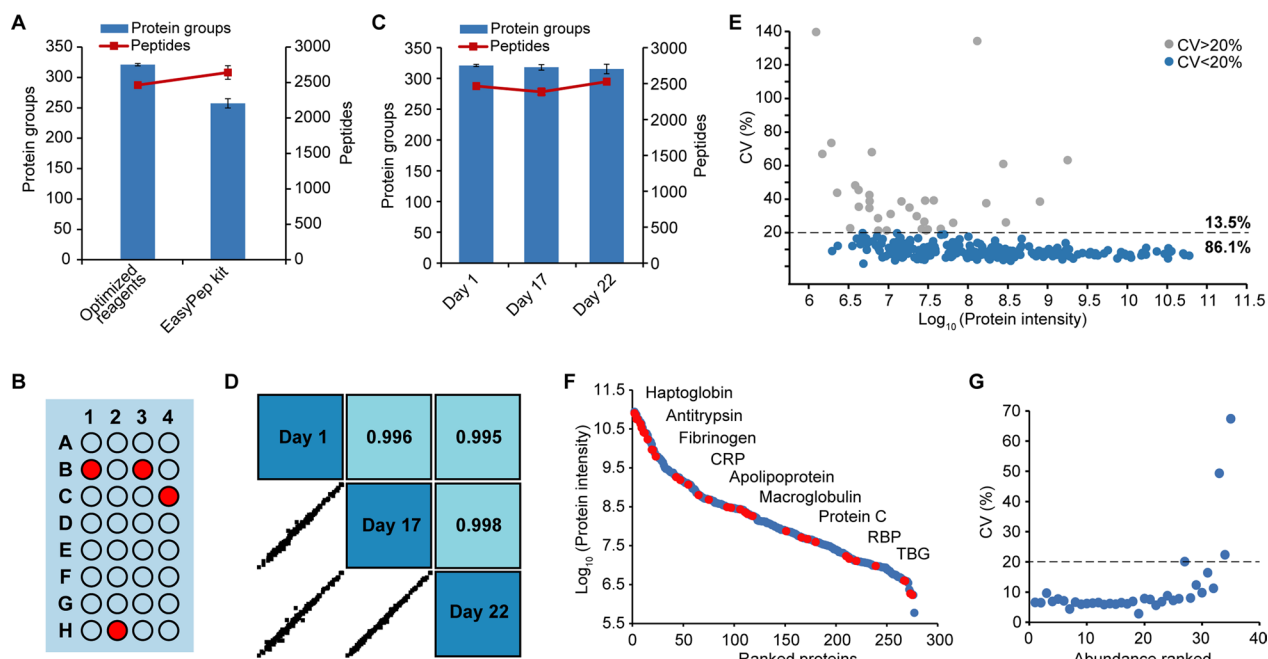 A
Protein groups
Peptides
350
300
250
200
150
100
50
0
Protein groups
3000
2500
2000
1500
1000
500
0
Peptides
Optimized
reagents
EasyPep kit
C
Protein groups
Peptides
350
300
250
200
150
100
50
0
Protein groups
3000
2500
2000
1500
1000
500
0
Peptides
Day 1
Day 17
Day 22
E
CV>20%
CV<20%
140
120
100
80
60
40
20
CV (%)
13.5%
86.1%
6 6.5 7 7.5 8 8.5 9 9.5 10 10.5 11 11.5
Log10 (Protein intensity)
B
1 2 3 4
A
B
C
D
E
F
G
H
D
Day 1 0.996 0.995
Day 17 0.998
Day 22
F
11.5
10.5
9.5
8.5
7.5
6.5
5.5
Log10 (Protein intensity)
Haptoglobin
Antitrypsin
Fibrinogen
CRP
Apolipoprotein
Macroglobulin
Protein C
RBP
TBG
0 50 100 150 200 250 300
Ranked proteins
G
70
60
50
40
30
20
10
0
CV (%)
0 20 40 60
Abundance ranked